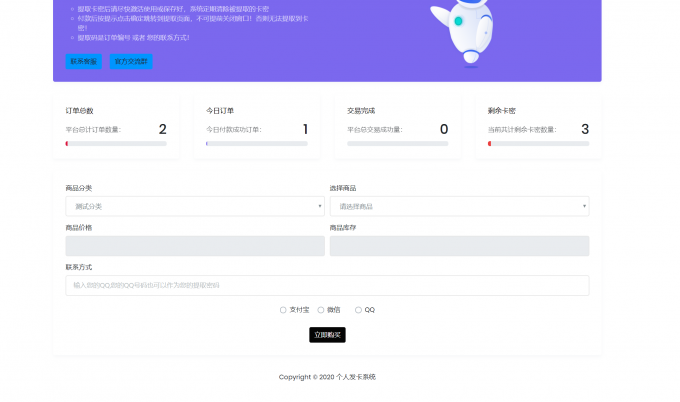 提取卡密后请尽快激活使用或保存好，系统定期清除被提取的卡密
付款后按提示点击确定跳转到提取页面，不可提前关闭窗口！否则无法提取到卡密！
提取码是订单编号 或者 您的联系方式！
联系客服 官方交流群
订单总数 今日订单 交易完成 剩余卡密
平台总计订单数量： 2 今日付款成功订单： 1 平台总交易成功量： 0 当前共计剩余卡密数量： 3
商品分类 选择商品
测试分类 请选择商品
商品价格 商品库存
联系方式
输入您的QQ,您的QQ号码也可以作为您的提取密码
支付宝 微信 QQ
立即购买
Copyright © 2020 个人发卡系统